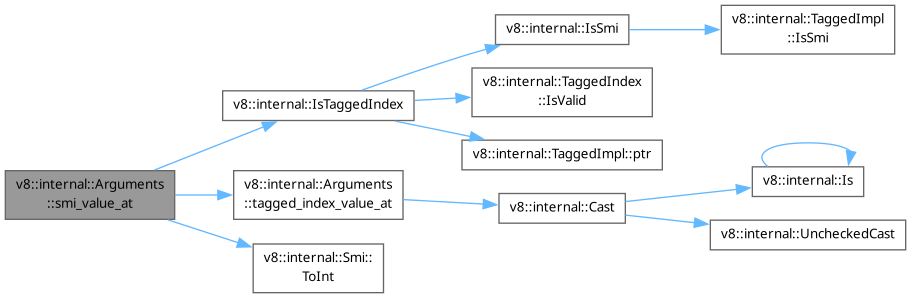 v8::internal::Arguments
::smi_value_at
v8::internal::IsTaggedIndex
v8::internal::IsSmi
v8::internal::TaggedImpl
::IsSmi
v8::internal::TaggedIndex
::IsValid
v8::internal::TaggedImpl::ptr
v8::internal::Arguments
::tagged_index_value_at
v8::internal::Cast
v8::internal::Is
v8::internal::UncheckedCast
v8::internal::Smi::
ToInt